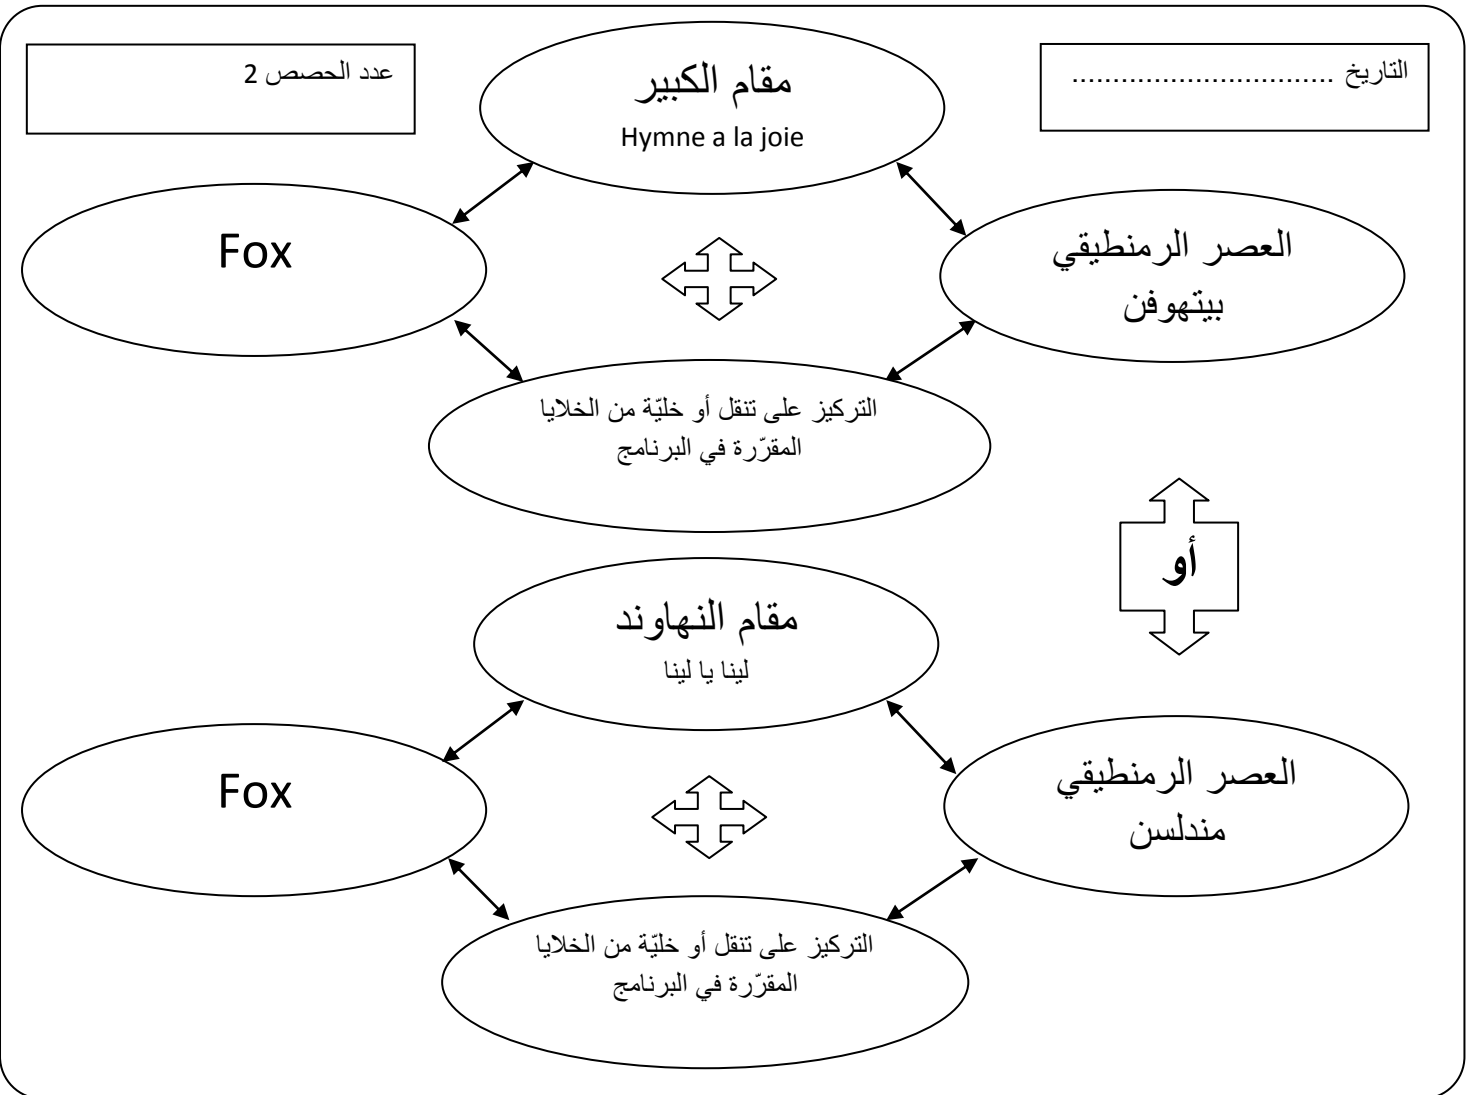 التاريخ ................................
عدد الحصص 2
مقام الكبير
Hymne a la joie
العصر الرمنطيقي
بيتهوفن
Fox
التركيز على تنقل أو خليّة من الخلايا
المقرّرة في البرنامج
أو
مقام النهاوند
لينا يا لينا
العصر الرمنطيقي
مندلسن
Fox
التركيز على تنقل أو خليّة من الخلايا
المقرّرة في البرنامج